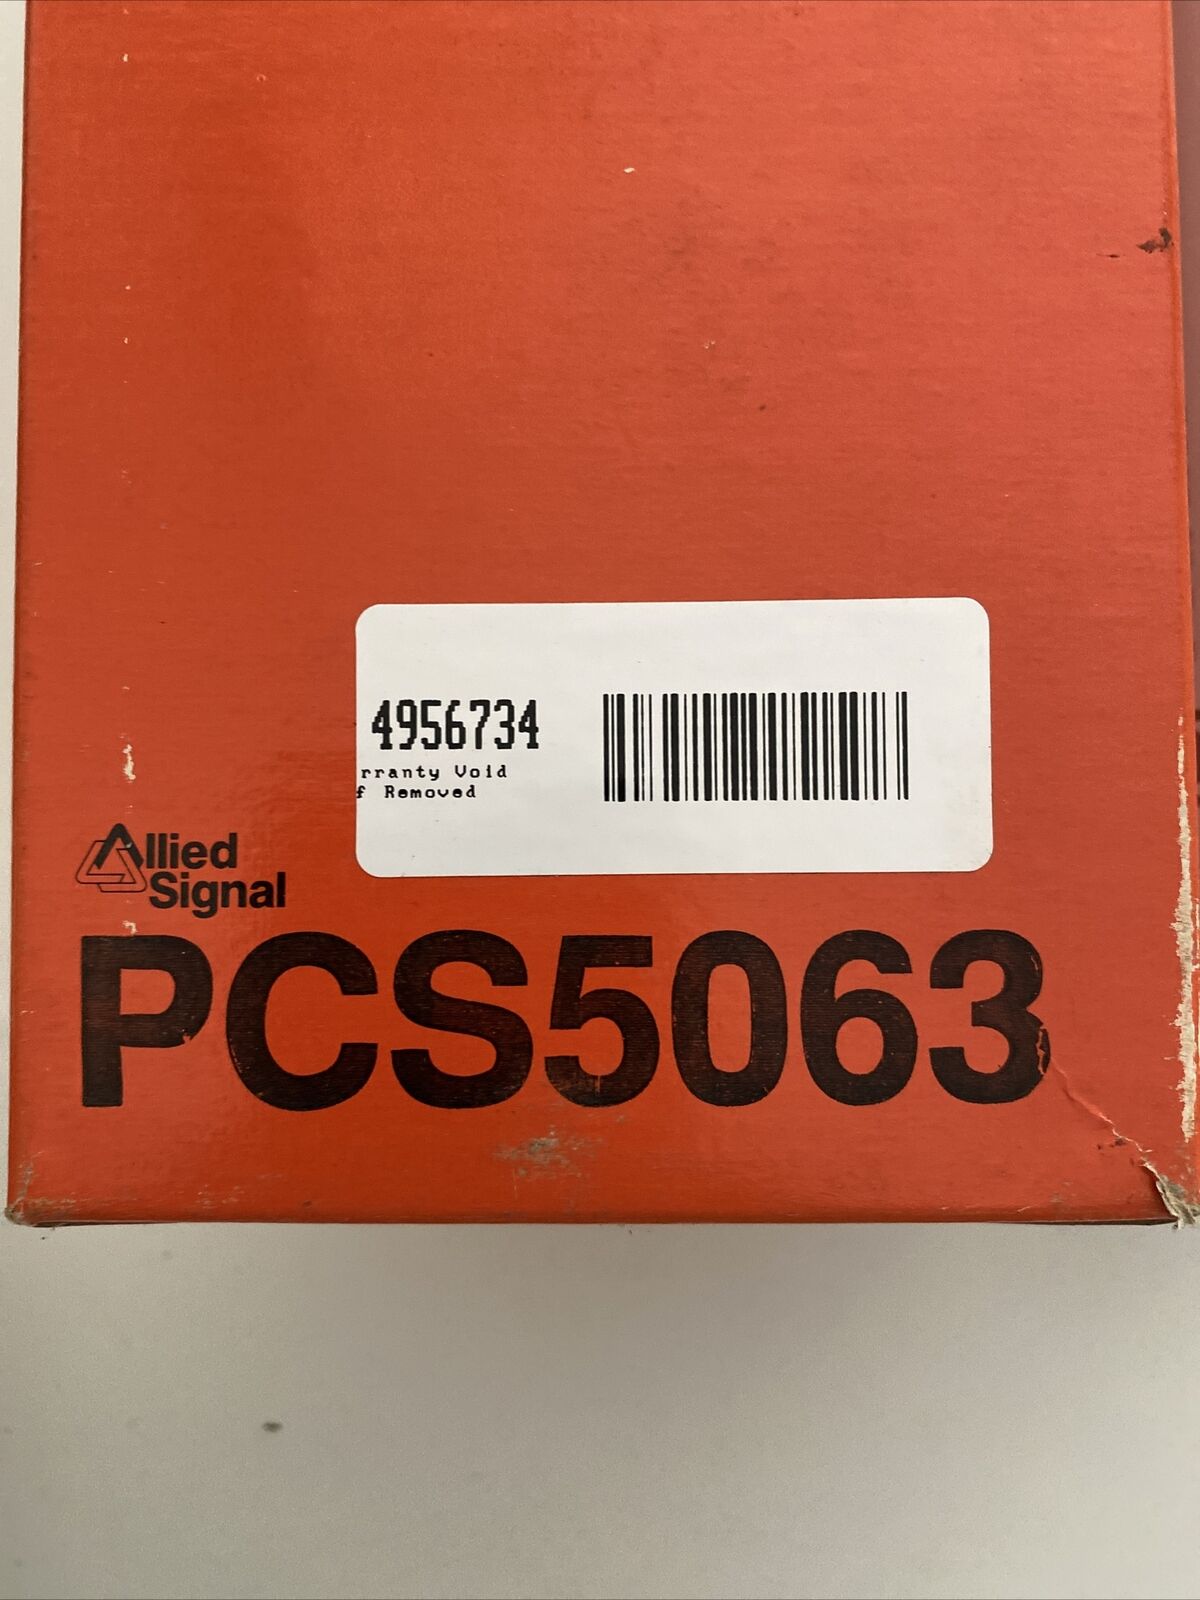 4956734
rranty Void
f Removed
Allied
Signal
PCS5063